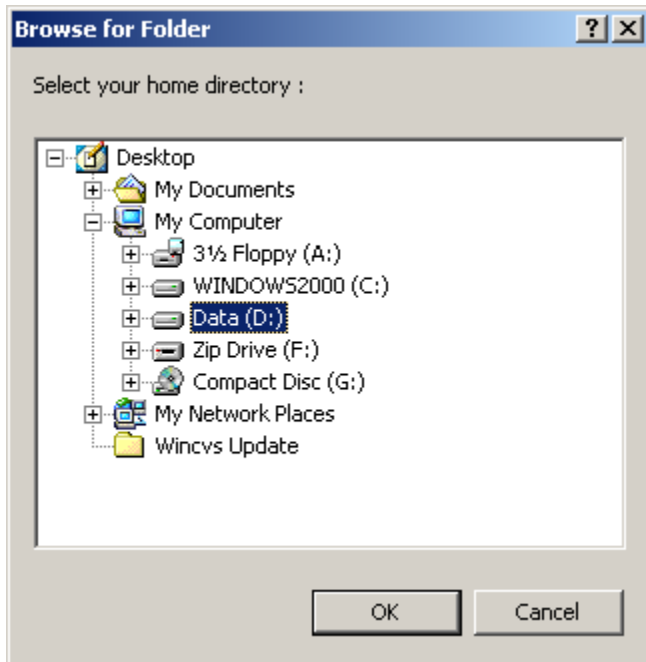 Browse for Folder
Select your home directory :
Desktop
My Documents
My Computer
3½ Floppy (A:)
WINDOWS2000 (C:)
Data (D:)
Zip Drive (F:)
Compact Disc (G:)
My Network Places
Wincvs Update
OK Cancel